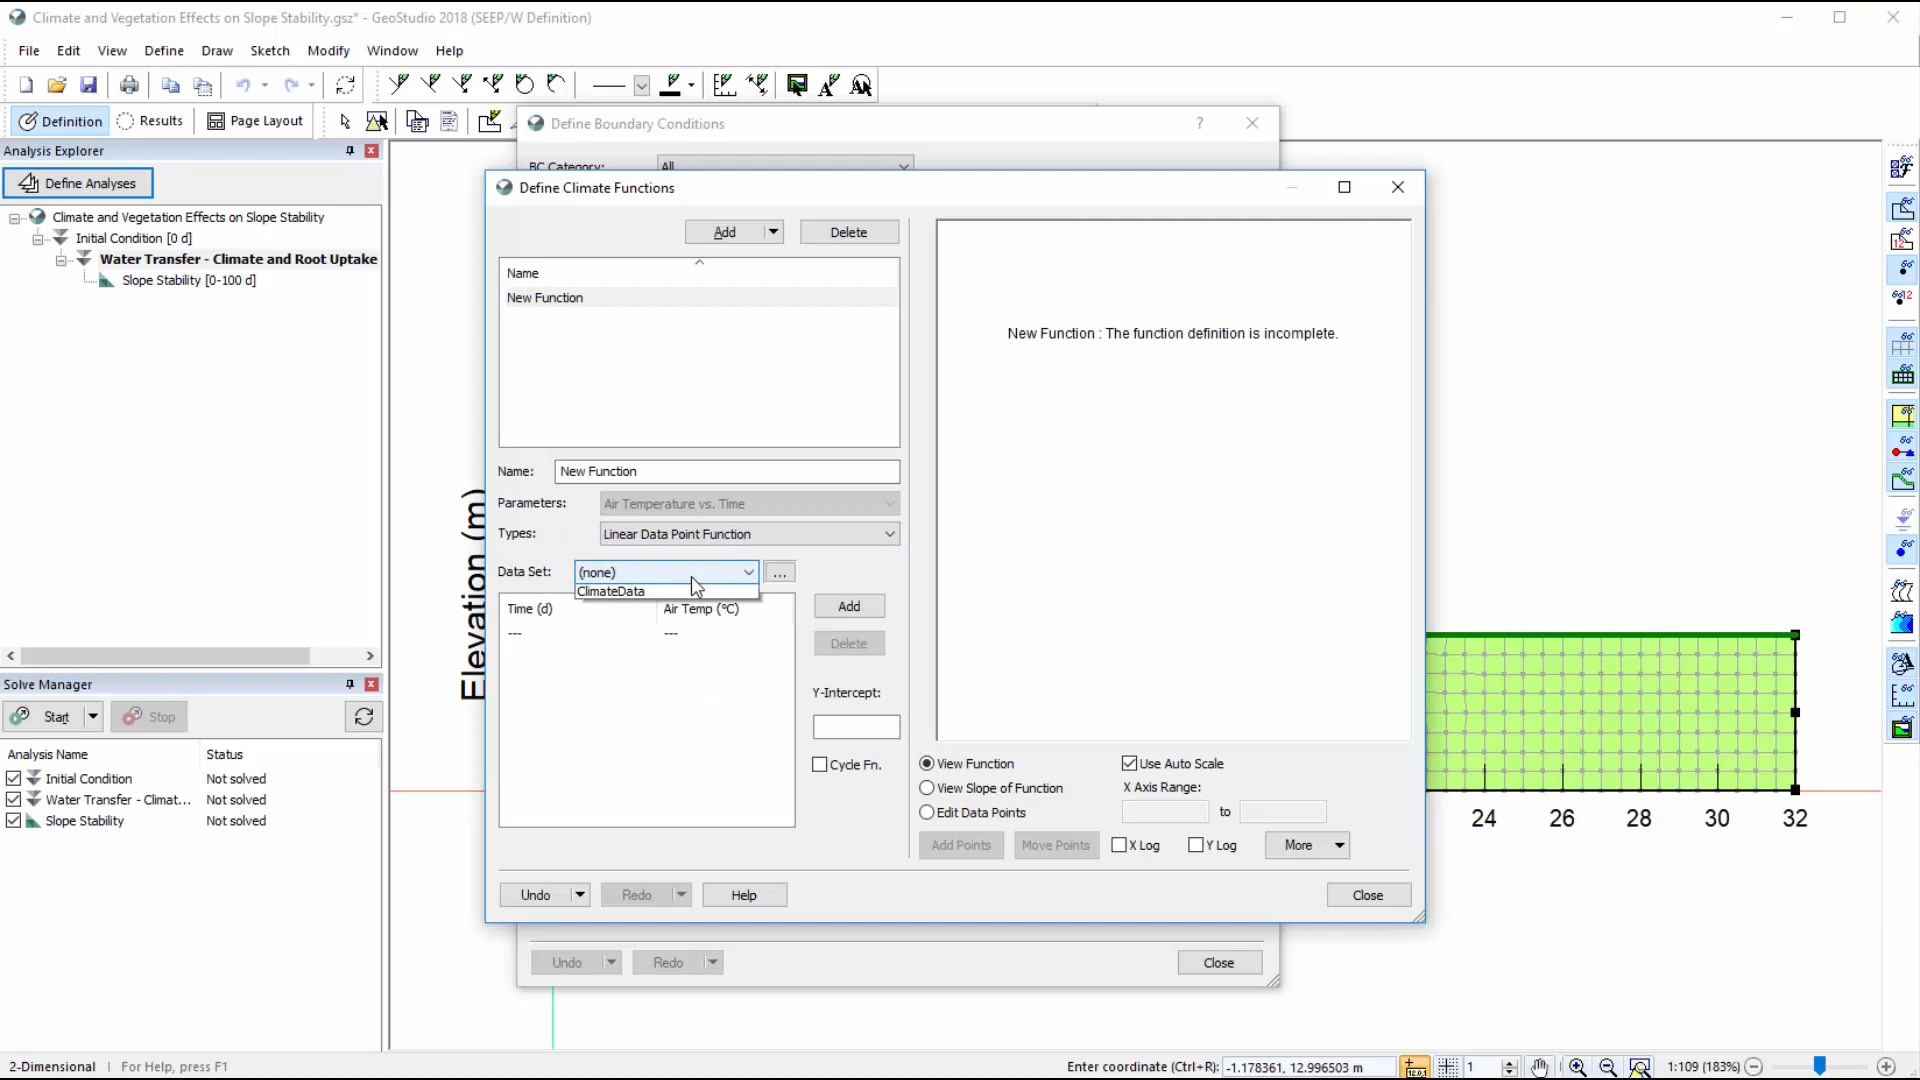 Climate and Vegetation Effects on Slope Stability.gsz* - GeoStudio 2018 (SEEP/W Definition)
File Edit View Define Draw Sketch Modify Window Help
Definition Results Page Layout
Define Boundary Conditions
?
Analysis Explorer
BC Category: All
Define Analyses
Define Climate Functions
Climate and Vegetation Effects on Slope Stability
Initial Condition [0 d]
Water Transfer - Climate and Root Uptake
Slope Stability [0-100 d]
Add Delete
Name
New Function
New Function : The function definition is incomplete.
Name: New Function
Parameters: Air Temperature vs. Time
Types: Linear Data Point Function
Data Set: (none) ...
ClimateData
Time (d) Air Temp (℃)
--- ---
Add
Delete
Y-Intercept:
Cycle Fn.
Elevation (m)
View Function
View Slope of Function
Edit Data Points
Use Auto Scale
X Axis Range:
to
Add Points Move Points X Log Y Log More
Undo Redo Help Close
Undo Redo Close
Solve Manager
Start Stop
Analysis Name Status
Initial Condition Not solved
Water Transfer - Climat... Not solved
Slope Stability Not solved
24 26 28 30 32
2-Dimensional For Help, press F1
Enter coordinate (Ctrl+R): -1.178361, 12.996503 m 1 1:109 (183%)